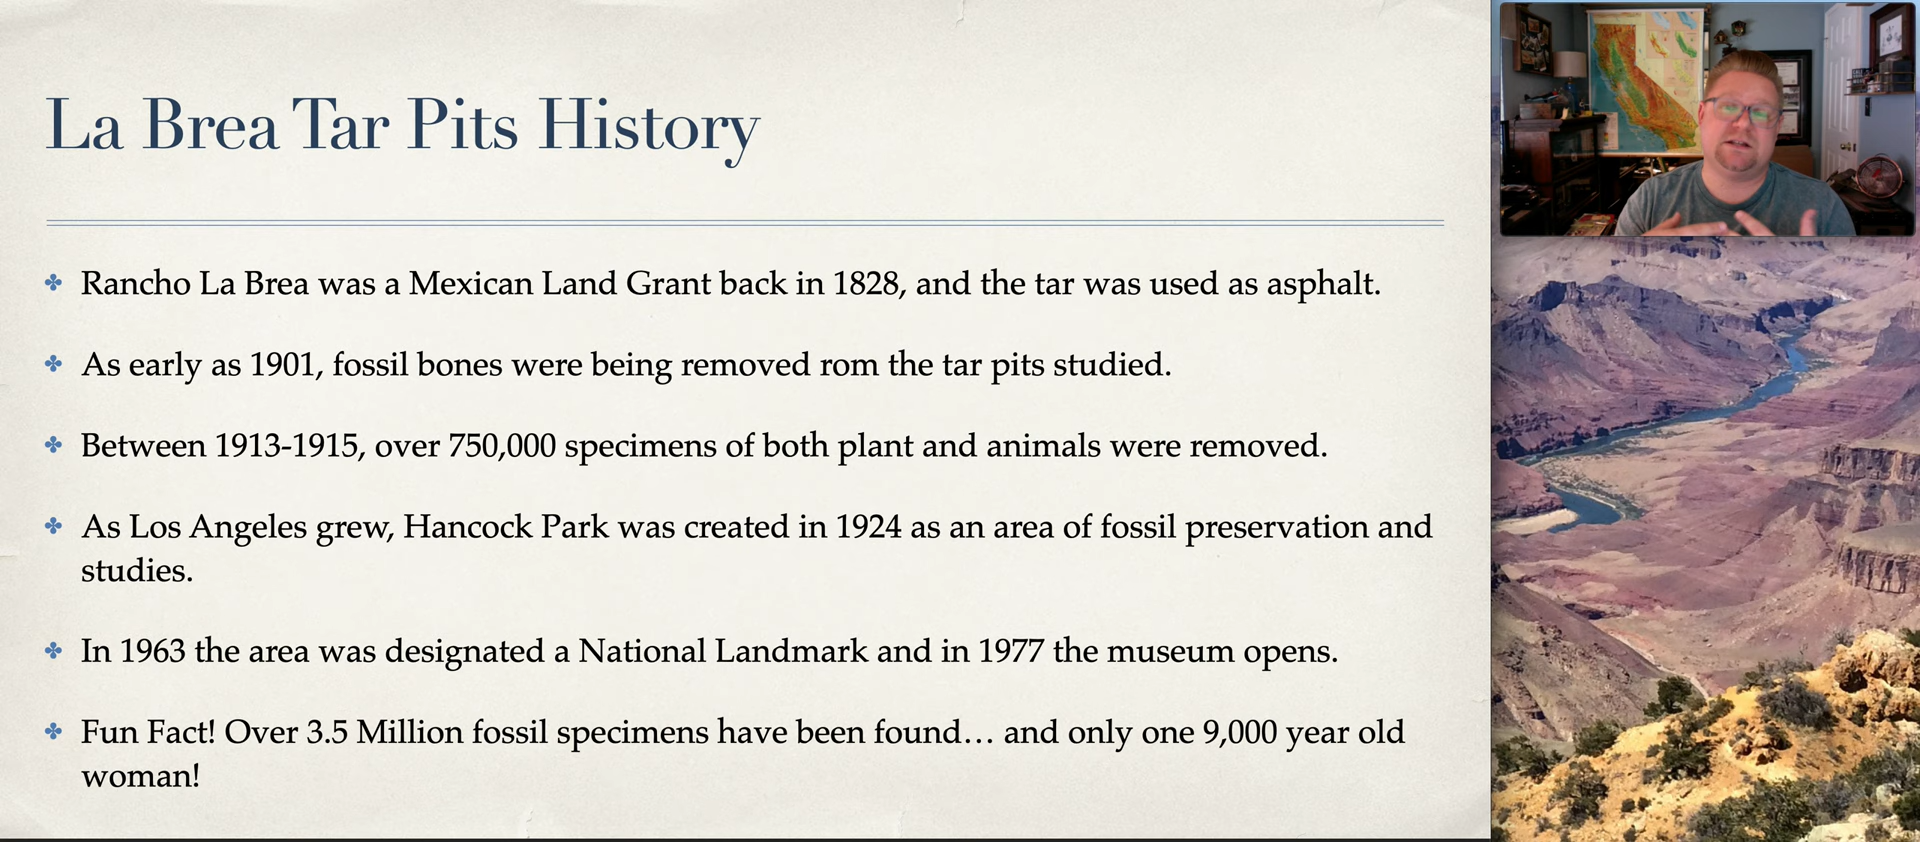 La Brea Tar Pits History
Rancho La Brea was a Mexican Land Grant back in 1828, and the tar was used as asphalt.
As early as 1901, fossil bones were being removed rom the tar pits studied.
Between 1913-1915, over 750,000 specimens of both plant and animals were removed.
As Los Angeles grew, Hancock Park was created in 1924 as an area of fossil preservation and
studies.
In 1963 the area was designated a National Landmark and in 1977 the museum opens.
Fun Fact! Over 3.5 Million fossil specimens have been found… and only one 9,000 year old
woman!